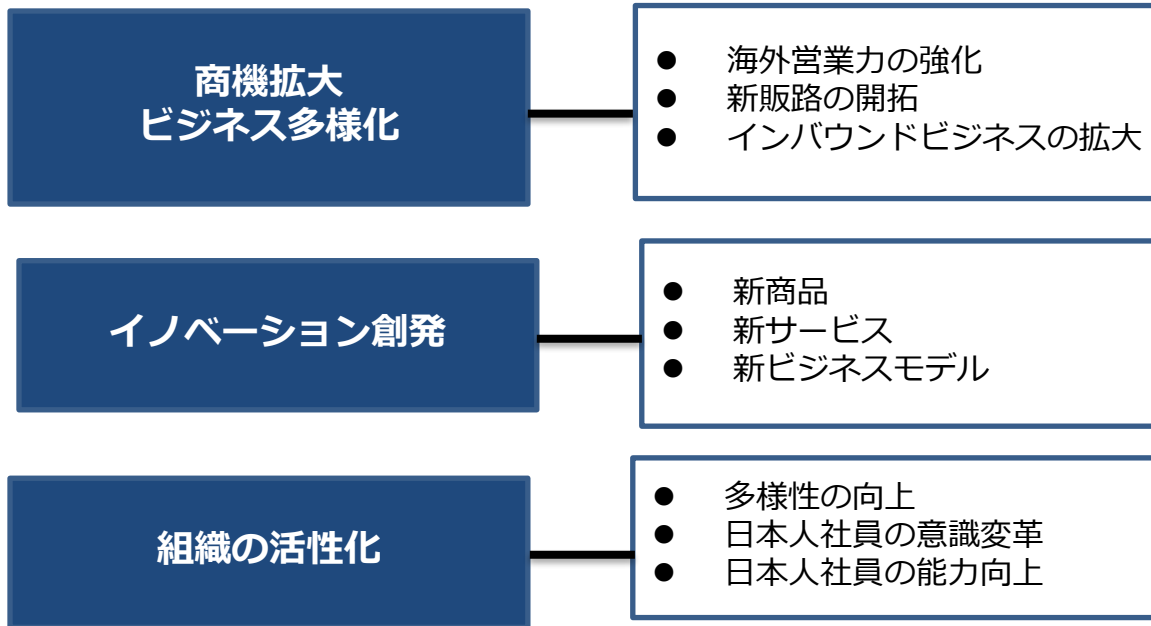 商機拡大
ビジネス多様化
● 海外営業力の強化
● 新販路の開拓
● インバウンドビジネスの拡大
イノベーション創発
● 新商品
● 新サービス
● 新ビジネスモデル
組織の活性化
● 多様性の向上
● 日本人社員の意識変革
● 日本人社員の能力向上